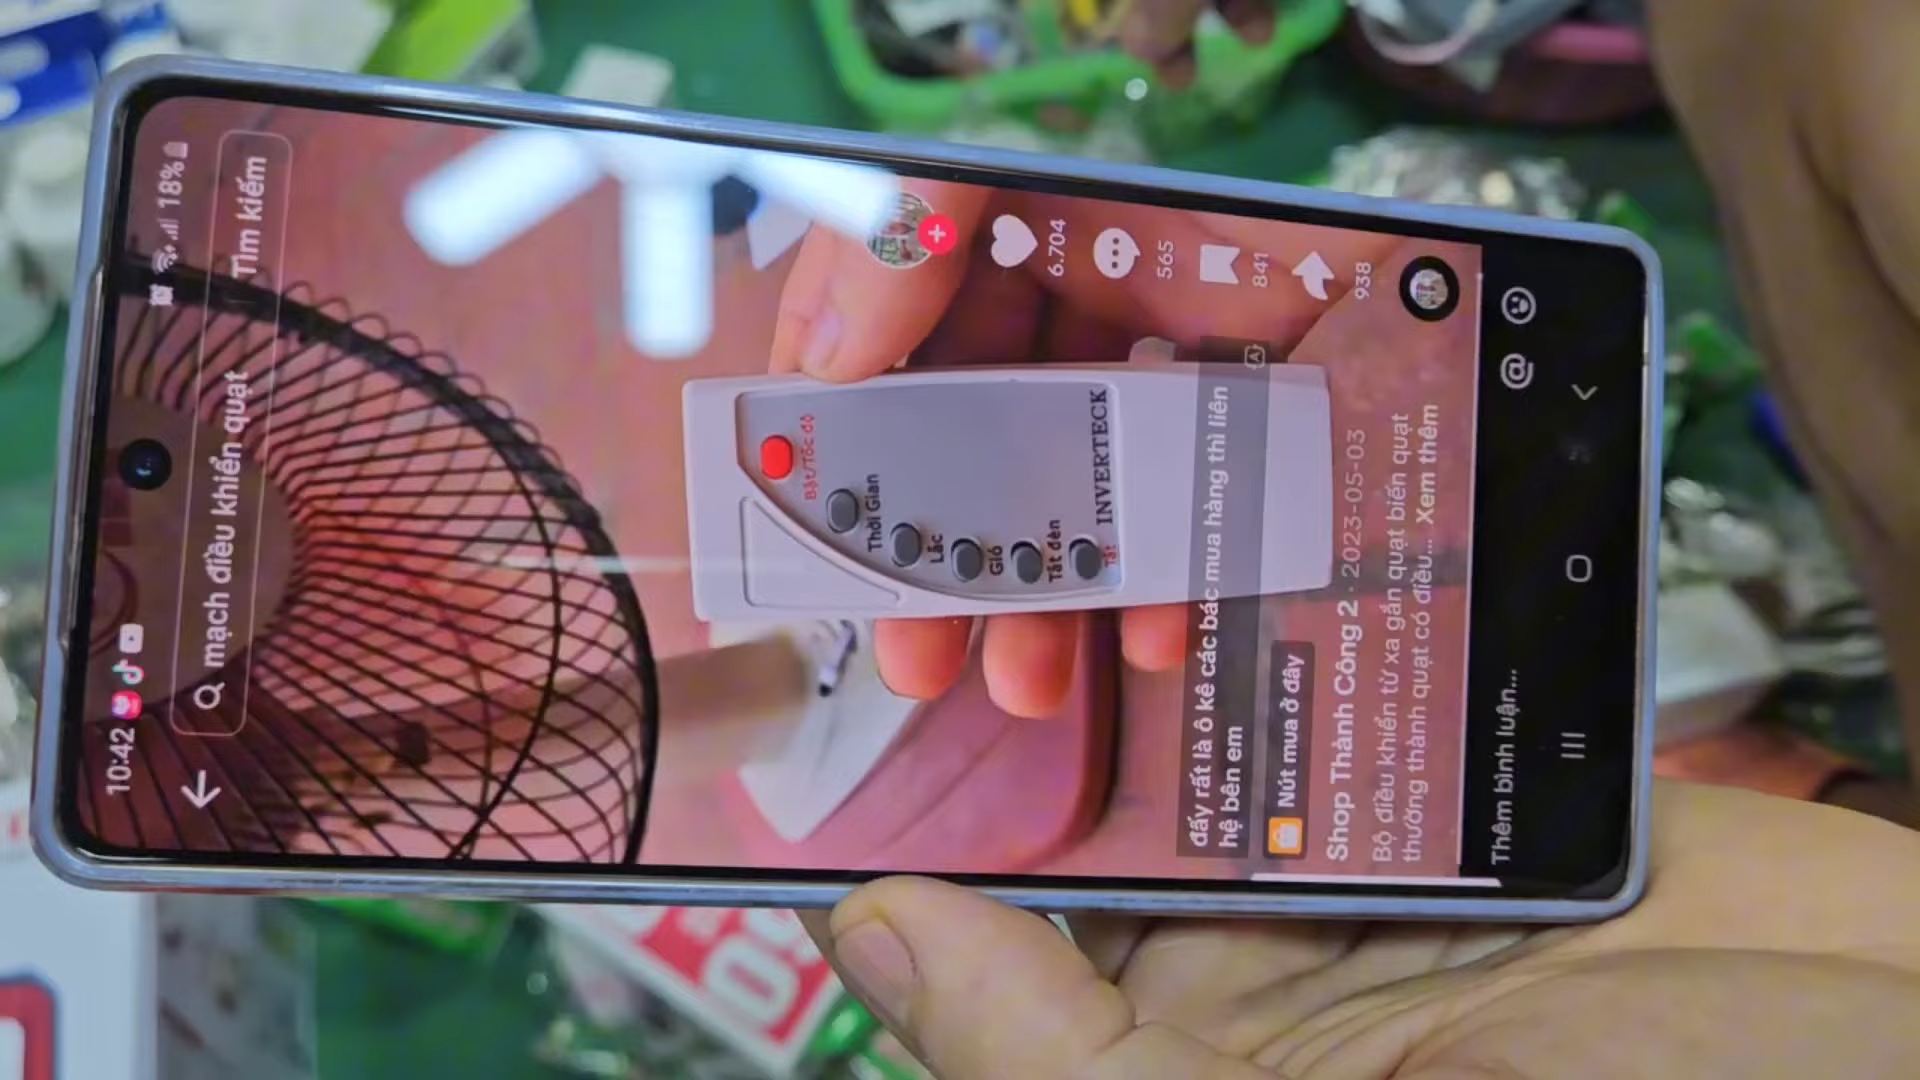 10:42
18%
mạch điều khiển quạt
Tìm kiếm
6.704
565
841
938
Bật/Tốc độ
Thời Gian
Lắc
Gió
Tắt đèn
Tắt
INVERTECK
đấy rất là ô kê các bác mua hàng thì liên
hệ bên em
Nút mua ở đây
Shop Thành Công 2 · 2023-05-03
Bộ điều khiển từ xa gắn quạt biến quạt
thường thành quạt có điều... Xem thêm
Thêm bình luận...
@